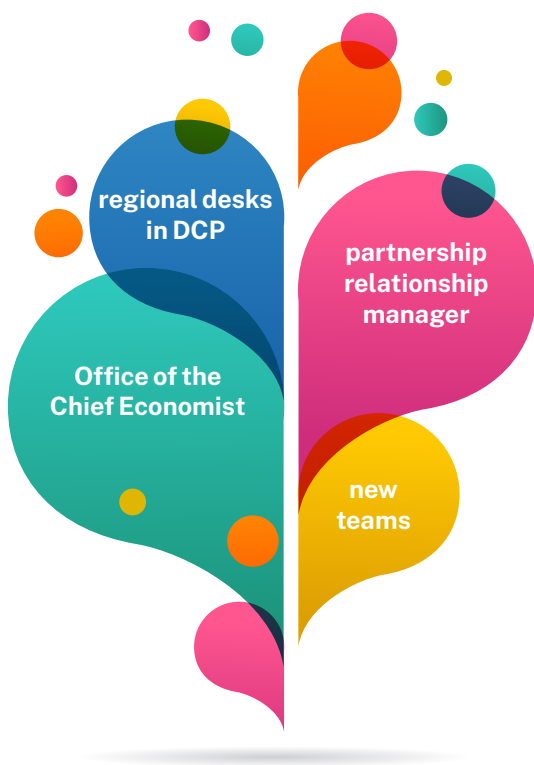 regional desks
in DCP
partnership
relationship
manager
Office of the
Chief Economist
new
teams